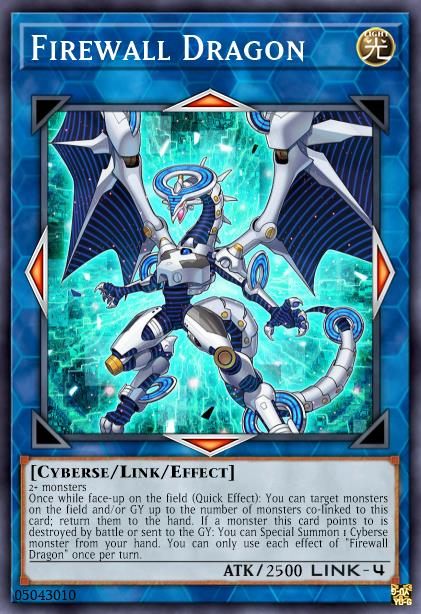 Firewall Dragon
LIGHT
光
[Cyberse/Link/Effect]
2+ monsters
Once while face-up on the field (Quick Effect): You can target monsters
on the field and/or GY up to the number of monsters co-linked to this
card; return them to the hand. If a monster this card points to is
destroyed by battle or sent to the GY: You can Special Summon 1 Cyberse
monster from your hand. You can only use each effect of "Firewall
Dragon" once per turn.
ATK/2500 LINK-4
05043010